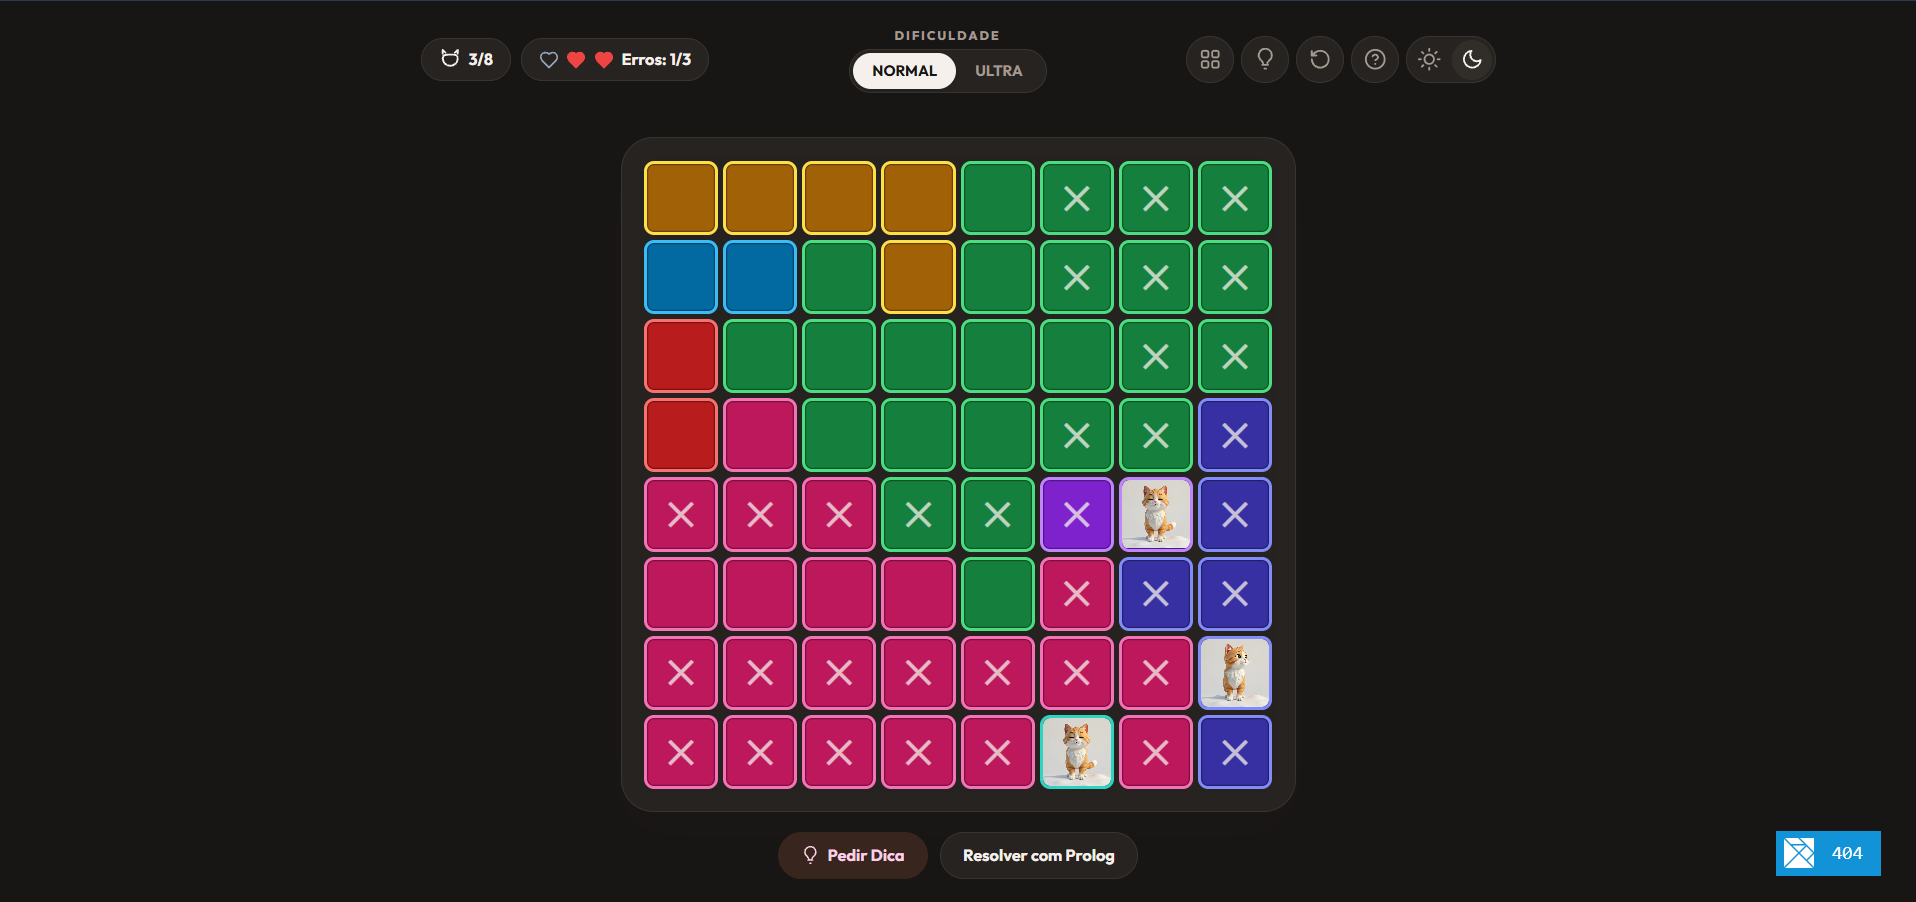 3/8
Erros: 1/3
DIFICULDADE
NORMAL
ULTRA
Pedir Dica
Resolver com Prolog
404